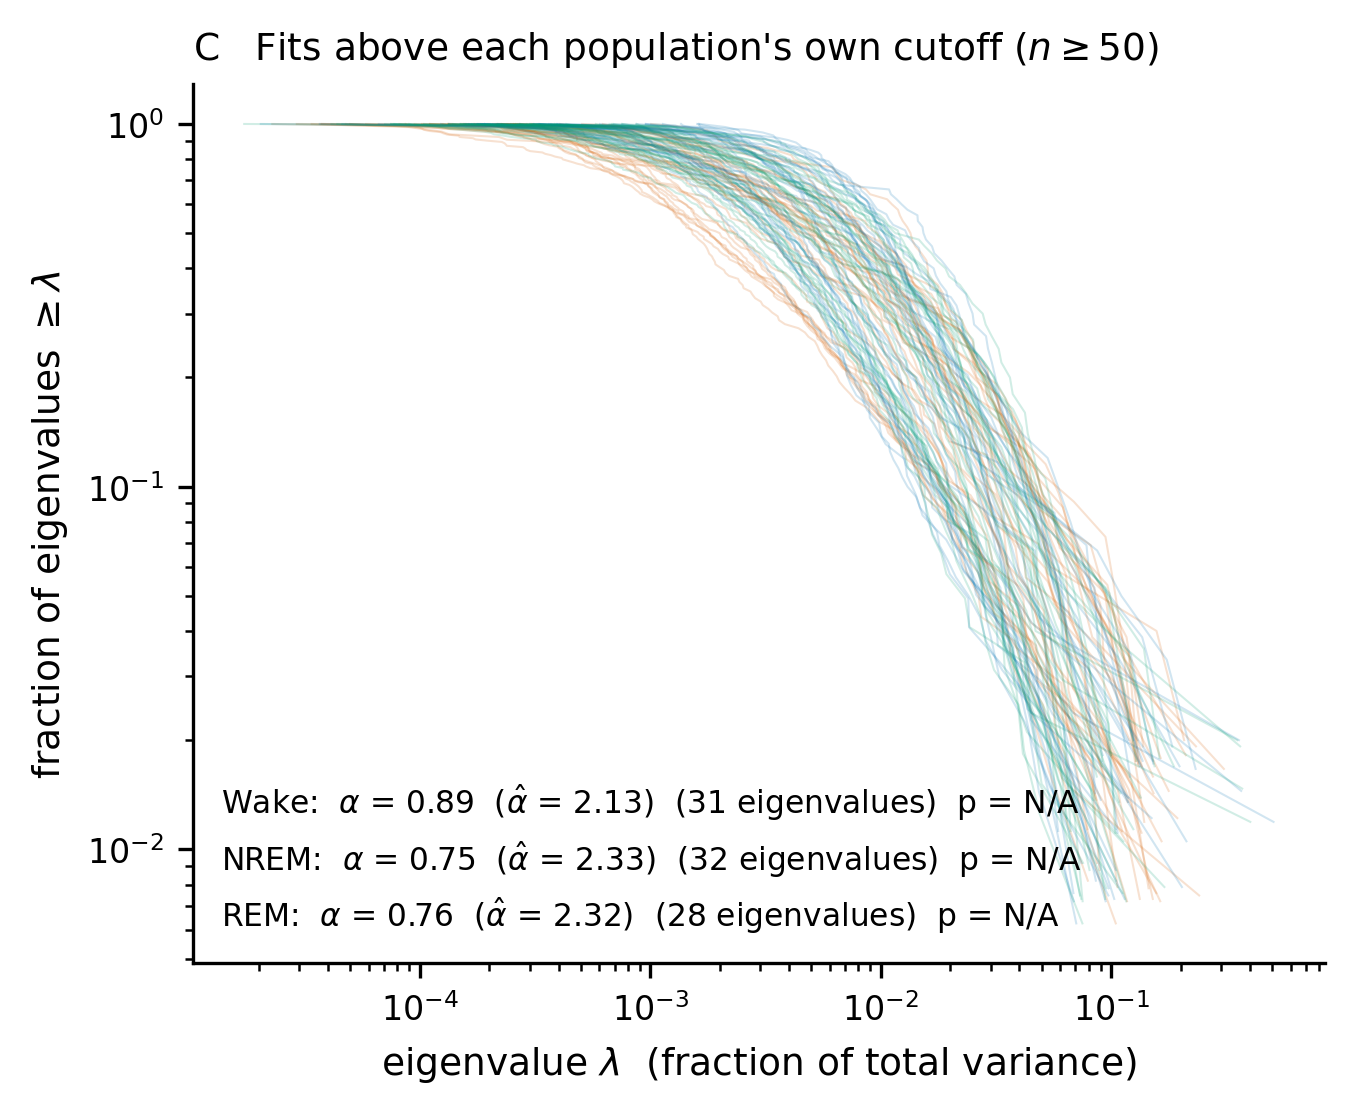 C   Fits above each population's own cutoff (n ≥ 50)
fraction of eigenvalues ≥ λ
10⁰
10⁻¹
10⁻²
Wake:  α = 0.89  (α̂ = 2.13)  (31 eigenvalues)  p = N/A
NREM:  α = 0.75  (α̂ = 2.33)  (32 eigenvalues)  p = N/A
REM:  α = 0.76  (α̂ = 2.32)  (28 eigenvalues)  p = N/A
10⁻⁴ 10⁻³ 10⁻² 10⁻¹
eigenvalue λ  (fraction of total variance)